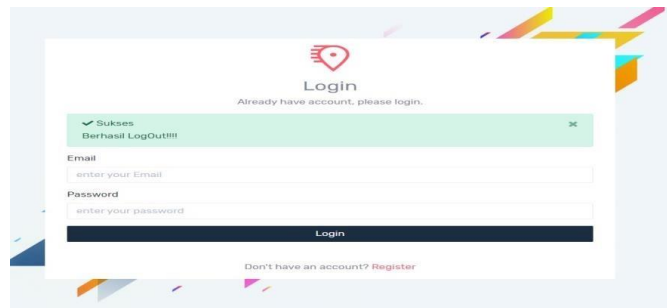 Login
Already have account, please login.
✔ Sukses
Berhasil LogOut!!!!
Email
enter your Email
Password
enter your password
Login
Don't have an account? Register